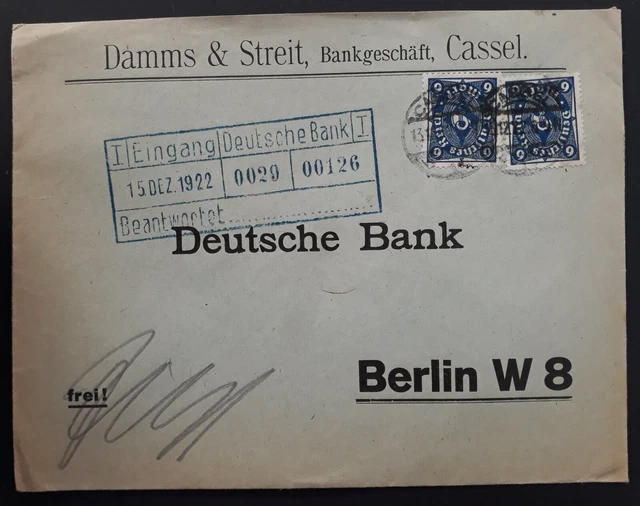 Damms & Streit, Bankgeschäft, Cassel.
I Eingang Deutsche Bank I
15 DEZ. 1922 0029 00126
Beantwortet
Deutsche Bank
frei!
Berlin W 8